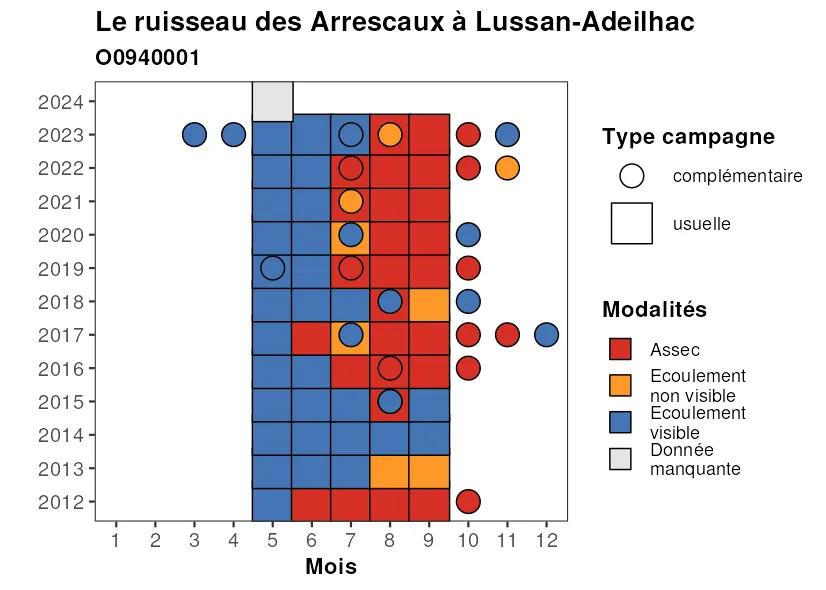 Le ruisseau des Arrescaux à Lussan-Adeilhac
O0940001
2024
2023
2022
2021
2020
2019
2018
2017
2016
2015
2014
2013
2012
1 2 3 4 5 6 7 8 9 10 11 12
Mois
Type campagne
complémentaire
usuelle
Modalités
Assec
Ecoulement
non visible
Ecoulement
visible
Donnée
manquante